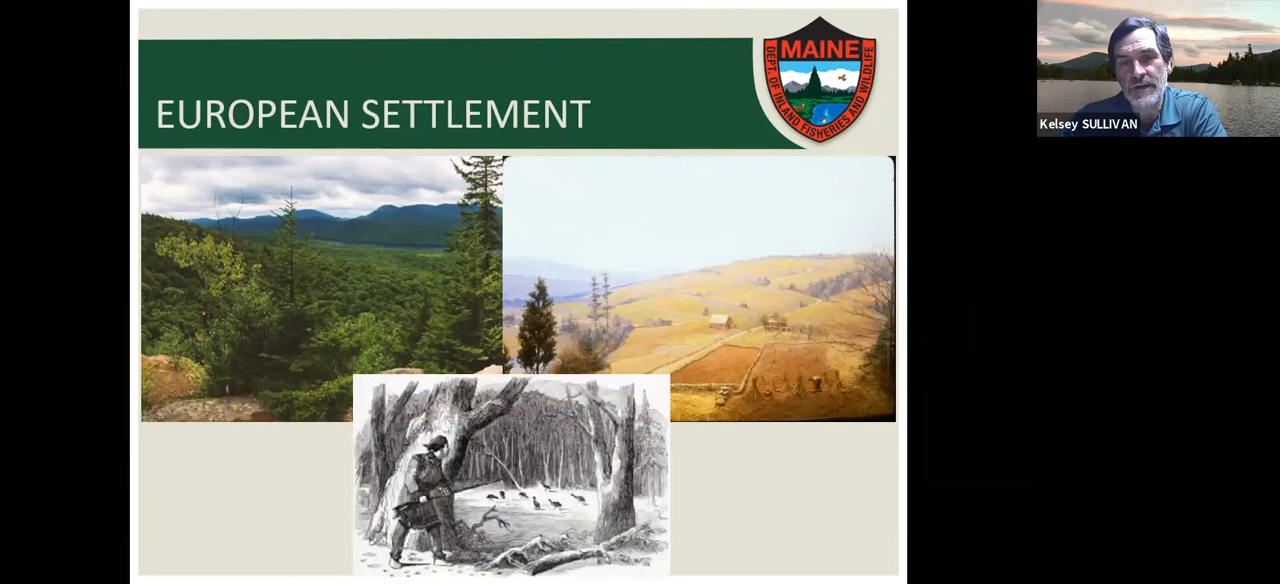 EUROPEAN SETTLEMENT
MAINE
DEPT. OF INLAND FISHERIES AND WILDLIFE
Kelsey SULLIVAN